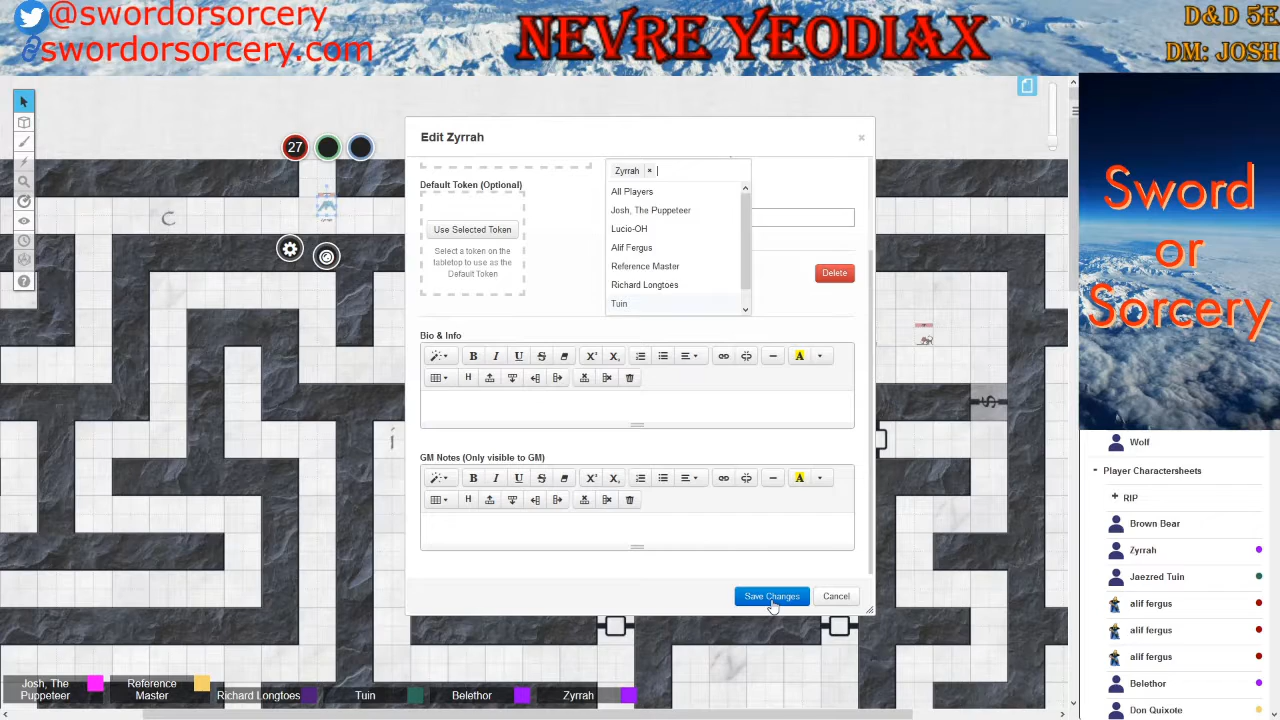 @swordorsorcery
swordorsorcery.com
NEVRE YEODIAX
D&D 5E
DM: JOSH
Sword
or
Sorcery
27
Edit Zyrrah
×
Zyrrah ×
Default Token (Optional)
Use Selected Token
Select a token on the
tabletop to use as the
Default Token
All Players
Josh, The Puppeteer
Lucio-OH
Alif Fergus
Reference Master
Richard Longtoes
Tuin
Delete
Bio & Info
B I U S X² X, A
H
GM Notes (Only visible to GM)
B I U S X² X, A
H
Save Changes
Cancel
Wolf
Player Charactersheets
RIP
Brown Bear
Zyrrah
Jaezred Tuin
alif fergus
alif fergus
alif fergus
Belethor
Don Quixote
Josh, The
Puppeteer
Reference
Master
Richard Longtoes
Tuin
Belethor
Zyrrah